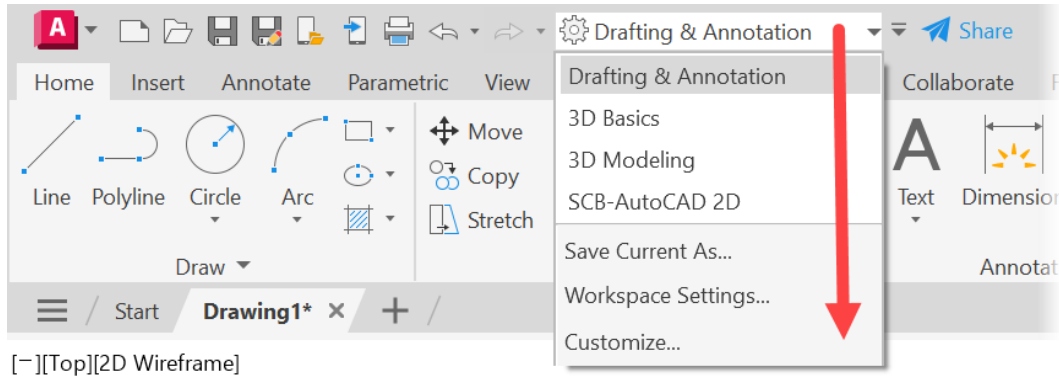 A
Drafting & Annotation
Share
Home Insert Annotate Parametric View Collaborate
Drafting & Annotation
3D Basics
3D Modeling
SCB-AutoCAD 2D
Save Current As...
Workspace Settings...
Customize...
Move
Copy
Stretch
Line Polyline Circle Arc
Draw
A
Text Dimension
Annotat
Start Drawing1*
[−][Top][2D Wireframe]